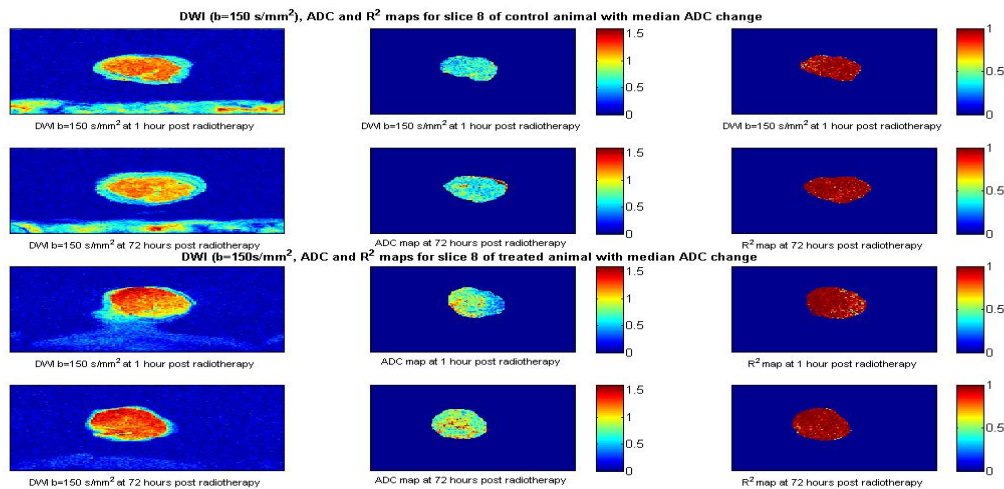 DWI (b=150 s/mm2), ADC and R2 maps for slice 8 of control animal with median ADC change
1.5
1
0.5
0
1
0.5
0
DWI b=150 s/mm2 at 1 hour post radiotherapy
DWI b=150 s/mm2 at 1 hour post radiotherapy
DWI b=150 s/mm2 at 1 hour post radiotherapy
1.5
1
0.5
0
1
0.5
0
DWI b=150 s/mm2 at 72 hours post radiotherapy
ADC map at 72 hours post radiotherapy
R2 map at 72 hours post radiotherapy
DWI (b=150s/mm2, ADC and R2 maps for slice 8 of treated animal with median ADC change
1.5
1
0.5
0
1
0.5
0
DWI b=150 s/mm2 at 1 hour post radiotherapy
ADC map at 1 hour post radiotherapy
R2 map at 1 hour post radiotherapy
1.5
1
0.5
0
1
0.5
0
DWI b=150 s/mm2 at 72 hours post radiotherapy
ADC map at 72 hours post radiotherapy
R2 map at 72 hours post radiotherapy